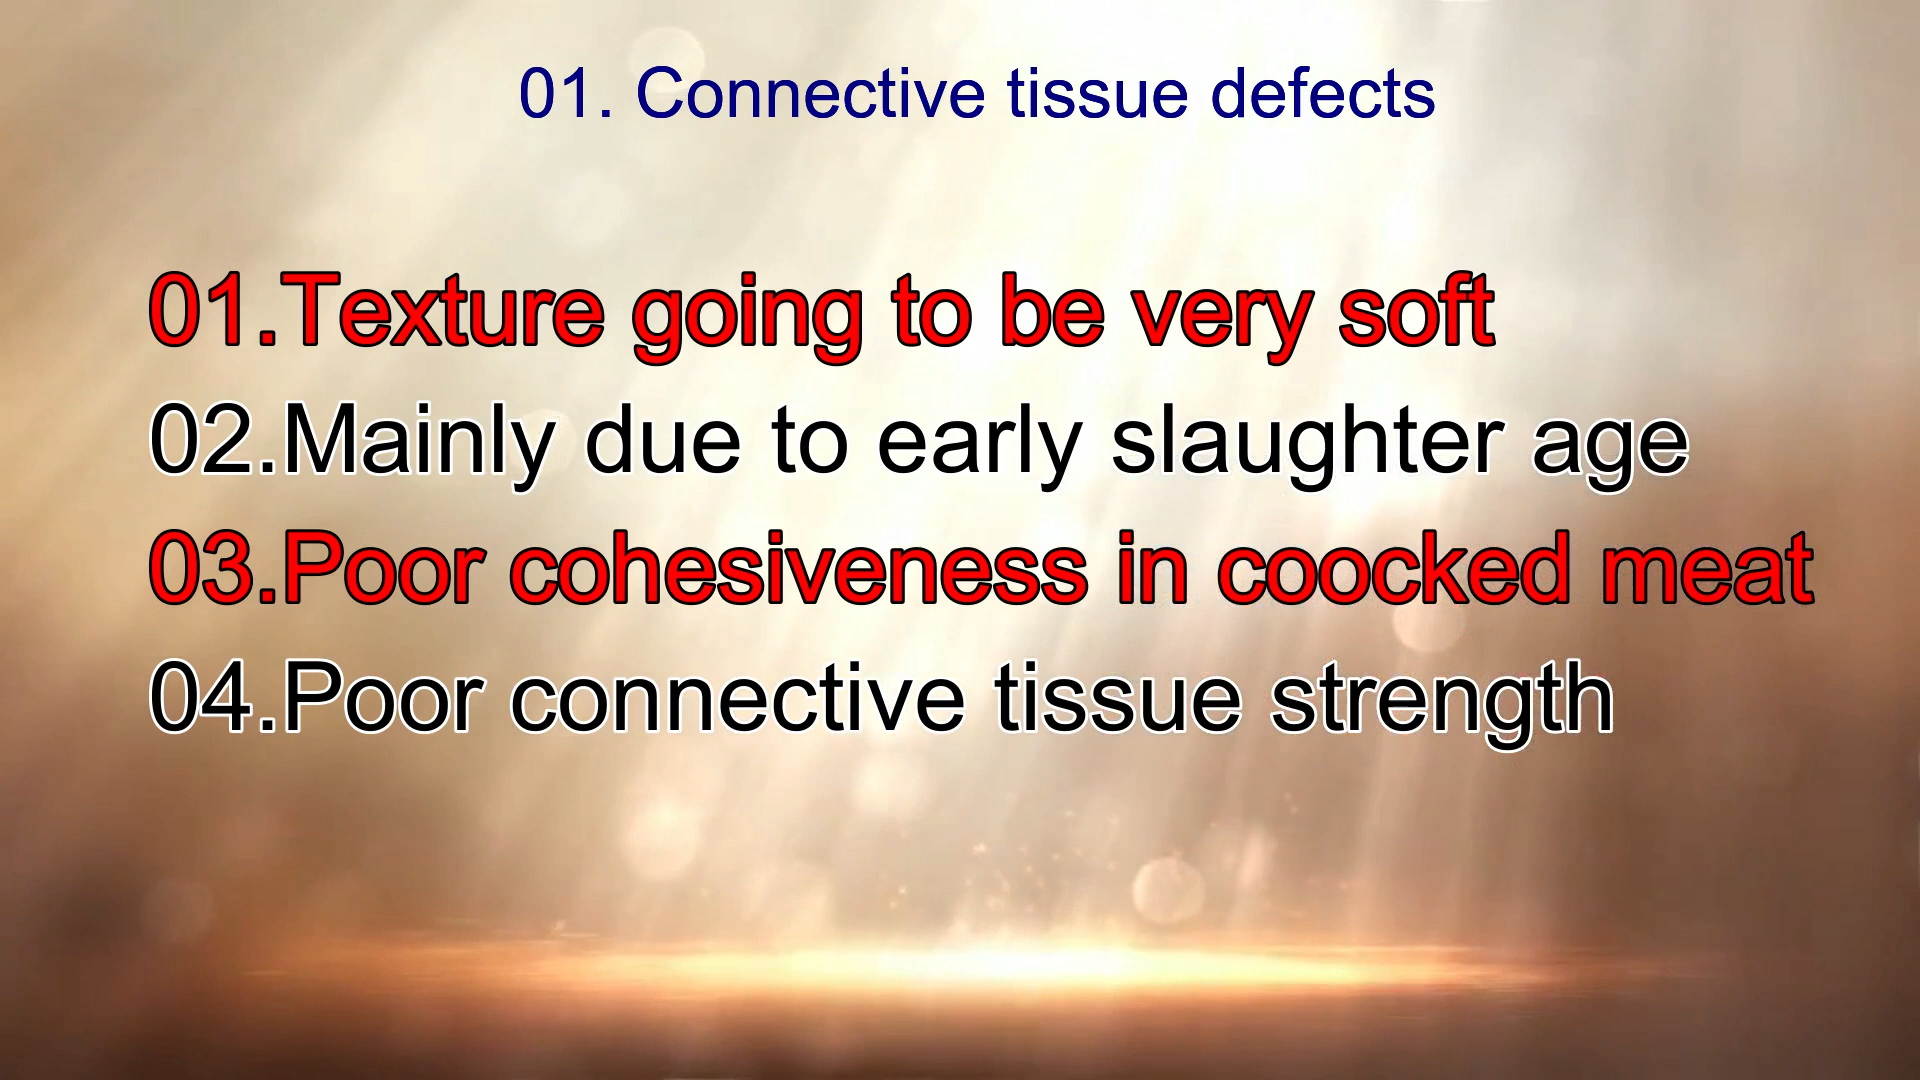 01. Connective tissue defects
01.Texture going to be very soft
02.Mainly due to early slaughter age
03.Poor cohesiveness in coocked meat
04.Poor connective tissue strength